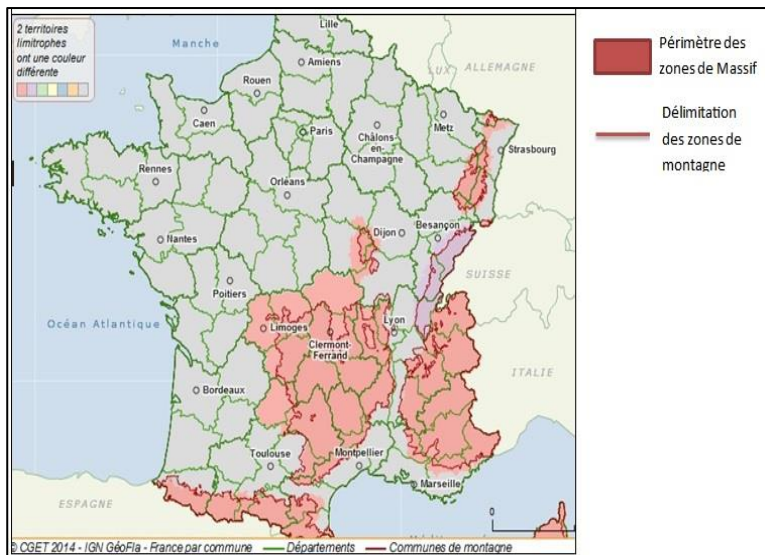 2 territoires
limitrophes
ont une couleur
différente
Manche
Lille
Amiens
Rouen
Caen
Paris
Châlons
en-
Champagne
Metz
LUX
ALLEMAGNE
Strasbourg
Rennes
Orléans
Nantes
Dijon
Besançon
SUISSE
Poitiers
Océan Atlantique
Limoges
Clermont-
Ferrand
Lyon
ITALIE
Bordeaux
Toulouse
Montpellier
Marseille
ESPAGNE
0
© CGET 2014 - IGN GéoFla - France par commune
Départements
Communes de montagne
Périmètre des
zones de Massif
Délimitation
des zones de
montagne